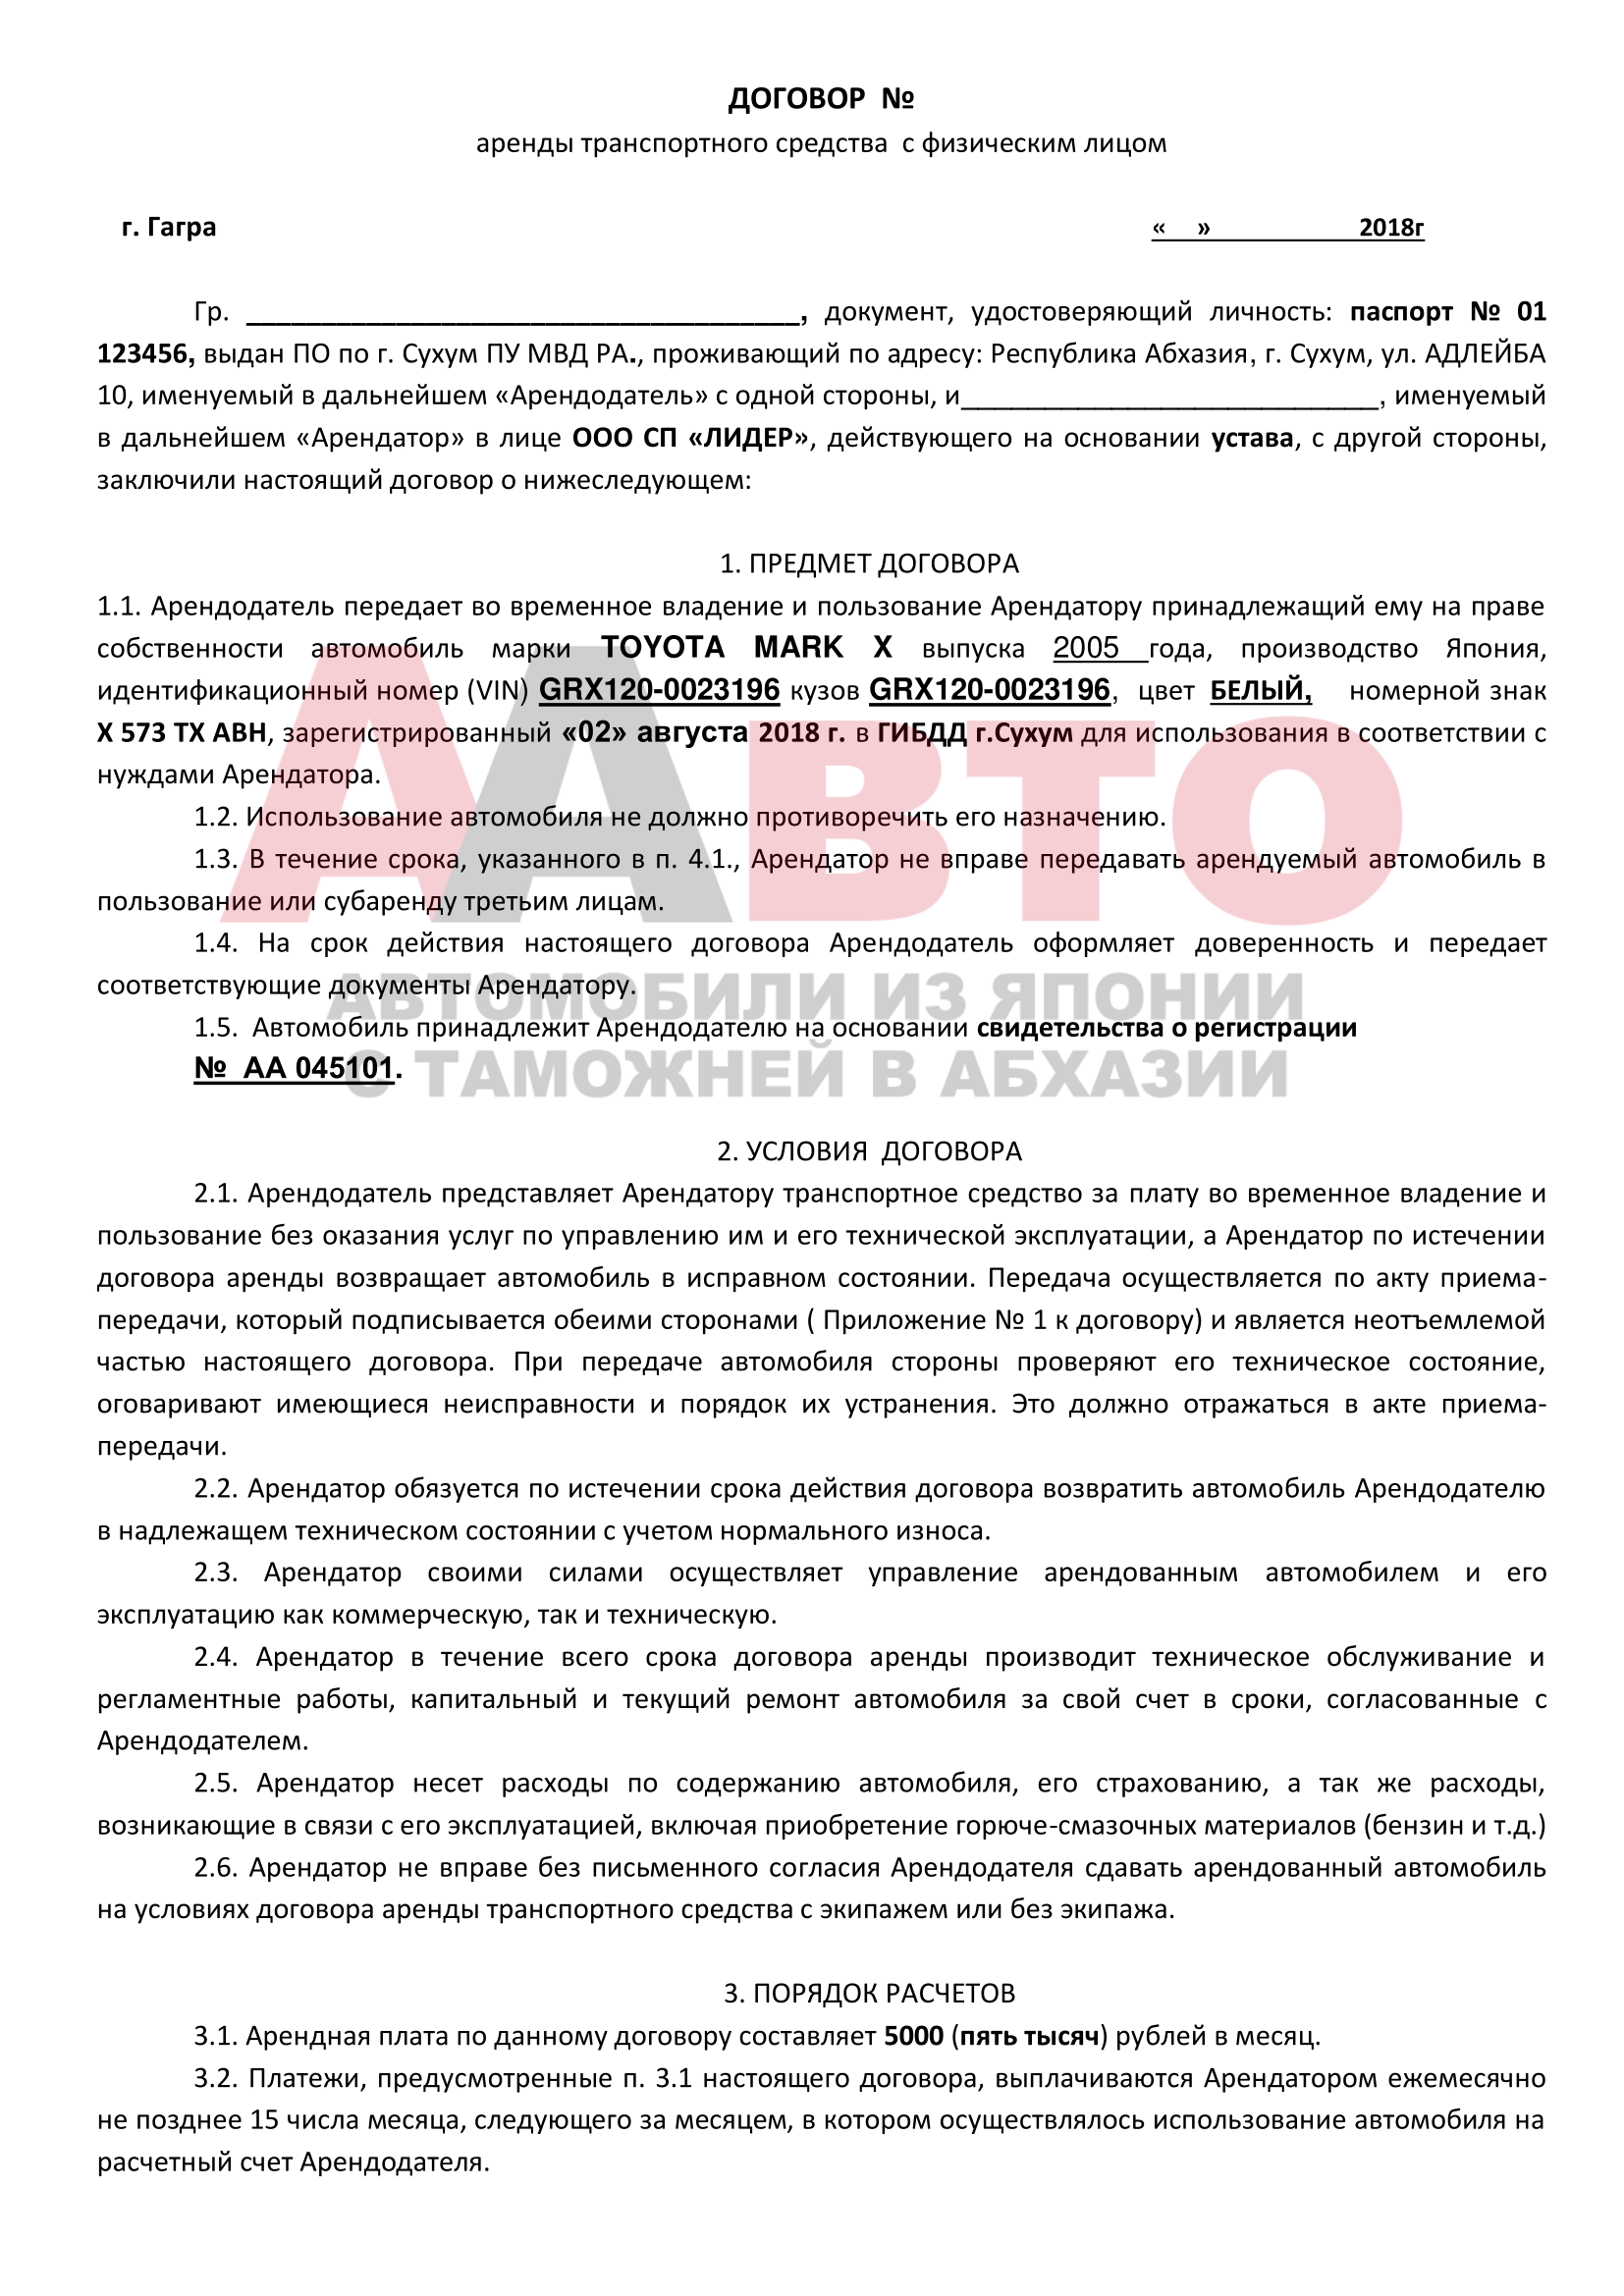 ДОГОВОР №
аренды транспортного средства с физическим лицом
г. Гагра « » 2018г
Гр. ____________________________________, документ, удостоверяющий личность: паспорт № 01
123456, выдан ПО по г. Сухум ПУ МВД РА., проживающий по адресу: Республика Абхазия, г. Сухум, ул. АДЛЕЙБА
10, именуемый в дальнейшем «Арендодатель» с одной стороны, и___________________________, именуемый
в дальнейшем «Арендатор» в лице ООО СП «ЛИДЕР», действующего на основании устава, с другой стороны,
заключили настоящий договор о нижеследующем:
1. ПРЕДМЕТ ДОГОВОРА
1.1. Арендодатель передает во временное владение и пользование Арендатору принадлежащий ему на праве
собственности автомобиль марки TOYOTA MARK X выпуска 2005 года, производство Япония,
идентификационный номер (VIN) GRX120-0023196 кузов GRX120-0023196, цвет БЕЛЫЙ, номерной знак
Х 573 ТХ АВН, зарегистрированный «02» августа 2018 г. в ГИБДД г.Сухум для использования в соответствии с
нуждами Арендатора.
1.2. Использование автомобиля не должно противоречить его назначению.
1.3. В течение срока, указанного в п. 4.1., Арендатор не вправе передавать арендуемый автомобиль в
пользование или субаренду третьим лицам.
1.4. На срок действия настоящего договора Арендодатель оформляет доверенность и передает
соответствующие документы Арендатору.
1.5. Автомобиль принадлежит Арендодателю на основании свидетельства о регистрации
№ АА 045101.
ААвто
АВТОМОБИЛИ ИЗ ЯПОНИИ
С ТАМОЖНЕЙ В АБХАЗИИ
2. УСЛОВИЯ ДОГОВОРА
2.1. Арендодатель представляет Арендатору транспортное средство за плату во временное владение и
пользование без оказания услуг по управлению им и его технической эксплуатации, а Арендатор по истечении
договора аренды возвращает автомобиль в исправном состоянии. Передача осуществляется по акту приема-
передачи, который подписывается обеими сторонами ( Приложение № 1 к договору) и является неотъемлемой
частью настоящего договора. При передаче автомобиля стороны проверяют его техническое состояние,
оговаривают имеющиеся неисправности и порядок их устранения. Это должно отражаться в акте приема-
передачи.
2.2. Арендатор обязуется по истечении срока действия договора возвратить автомобиль Арендодателю
в надлежащем техническом состоянии с учетом нормального износа.
2.3. Арендатор своими силами осуществляет управление арендованным автомобилем и его
эксплуатацию как коммерческую, так и техническую.
2.4. Арендатор в течение всего срока договора аренды производит техническое обслуживание и
регламентные работы, капитальный и текущий ремонт автомобиля за свой счет в сроки, согласованные с
Арендодателем.
2.5. Арендатор несет расходы по содержанию автомобиля, его страхованию, а так же расходы,
возникающие в связи с его эксплуатацией, включая приобретение горюче-смазочных материалов (бензин и т.д.)
2.6. Арендатор не вправе без письменного согласия Арендодателя сдавать арендованный автомобиль
на условиях договора аренды транспортного средства с экипажем или без экипажа.
3. ПОРЯДОК РАСЧЕТОВ
3.1. Арендная плата по данному договору составляет 5000 (пять тысяч) рублей в месяц.
3.2. Платежи, предусмотренные п. 3.1 настоящего договора, выплачиваются Арендатором ежемесячно
не позднее 15 числа месяца, следующего за месяцем, в котором осуществлялось использование автомобиля на
расчетный счет Арендодателя.